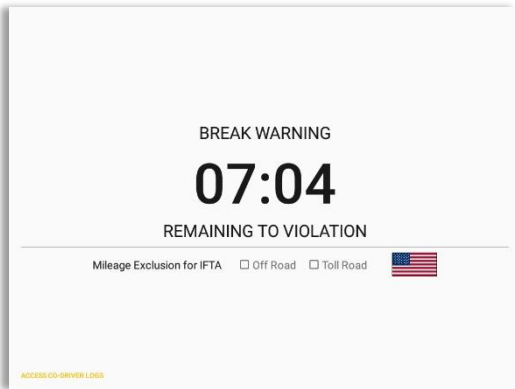 BREAK WARNING
07:04
REMAINING TO VIOLATION
Mileage Exclusion for IFTA ☐ Off Road ☐ Toll Road
ACCESS CO-DRIVER LOGS